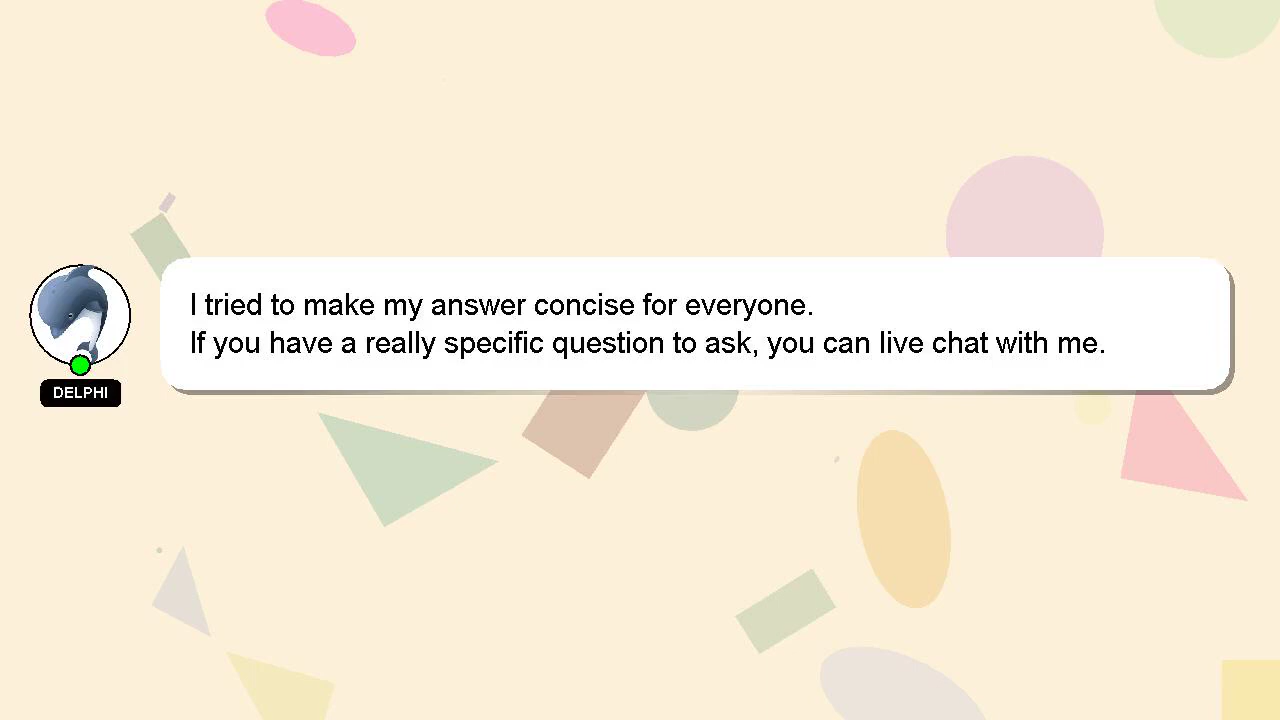 I tried to make my answer concise for everyone.
If you have a really specific question to ask, you can live chat with me.
DELPHI